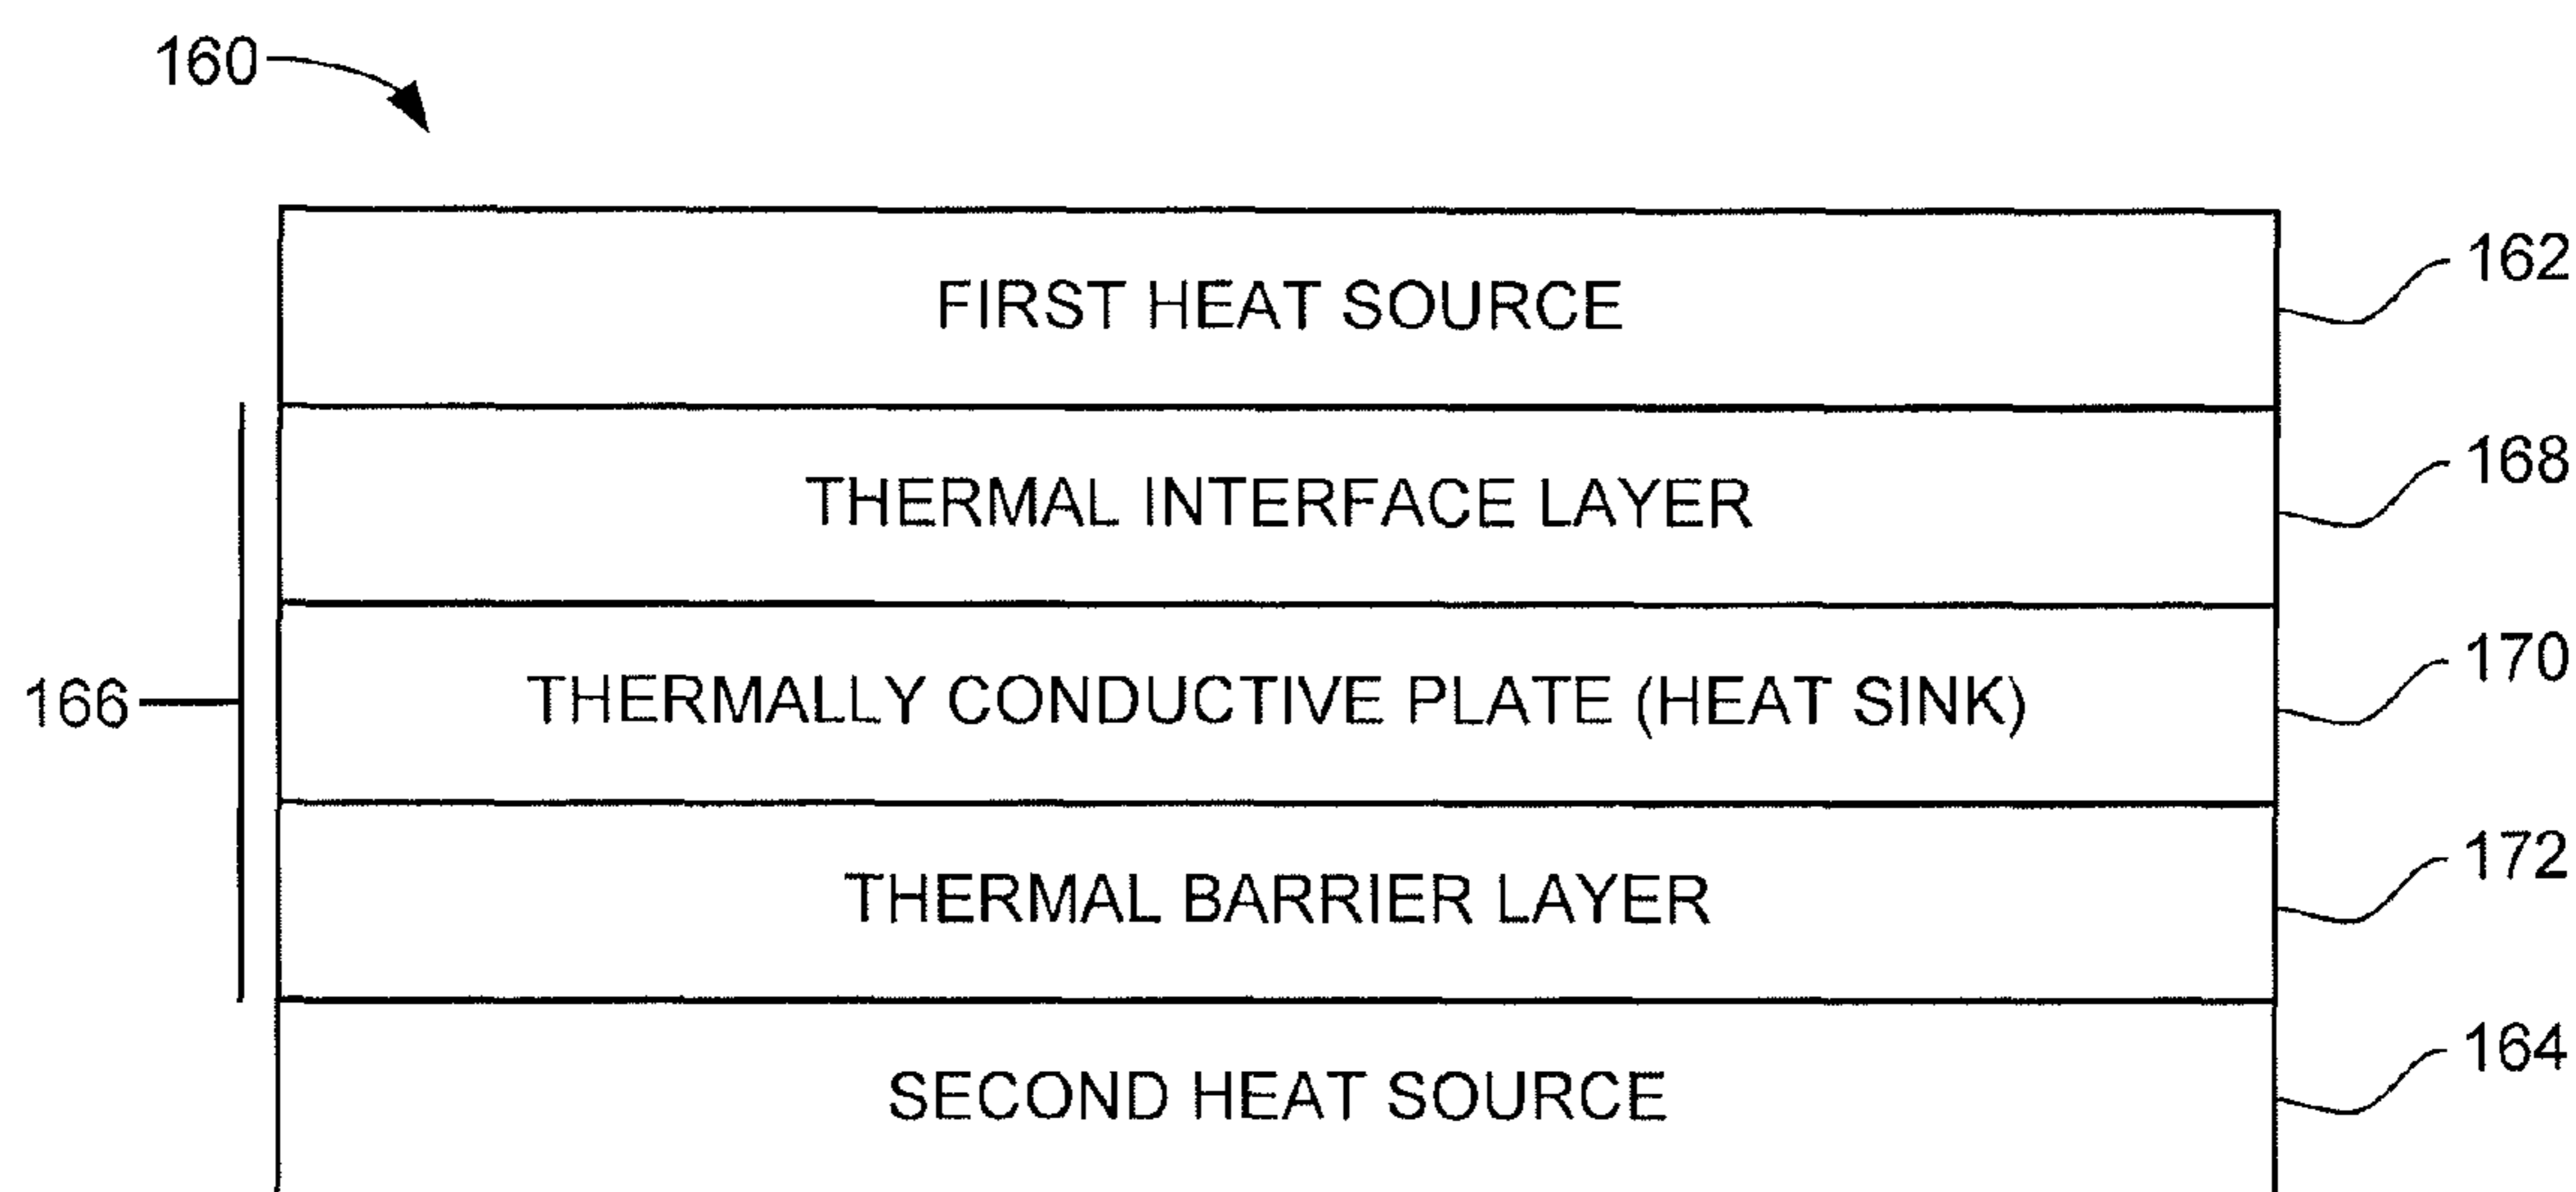 160
FIRST HEAT SOURCE
162
THERMAL INTERFACE LAYER
168
THERMALLY CONDUCTIVE PLATE (HEAT SINK)
170
166
THERMAL BARRIER LAYER
172
SECOND HEAT SOURCE
164